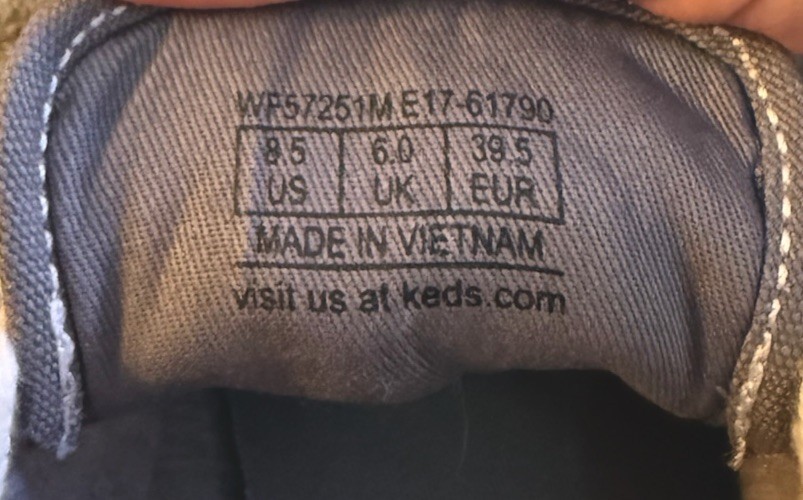 WF57251M E17-61790
8.5 6.0 39.5
US UK EUR
MADE IN VIETNAM
visit us at keds.com